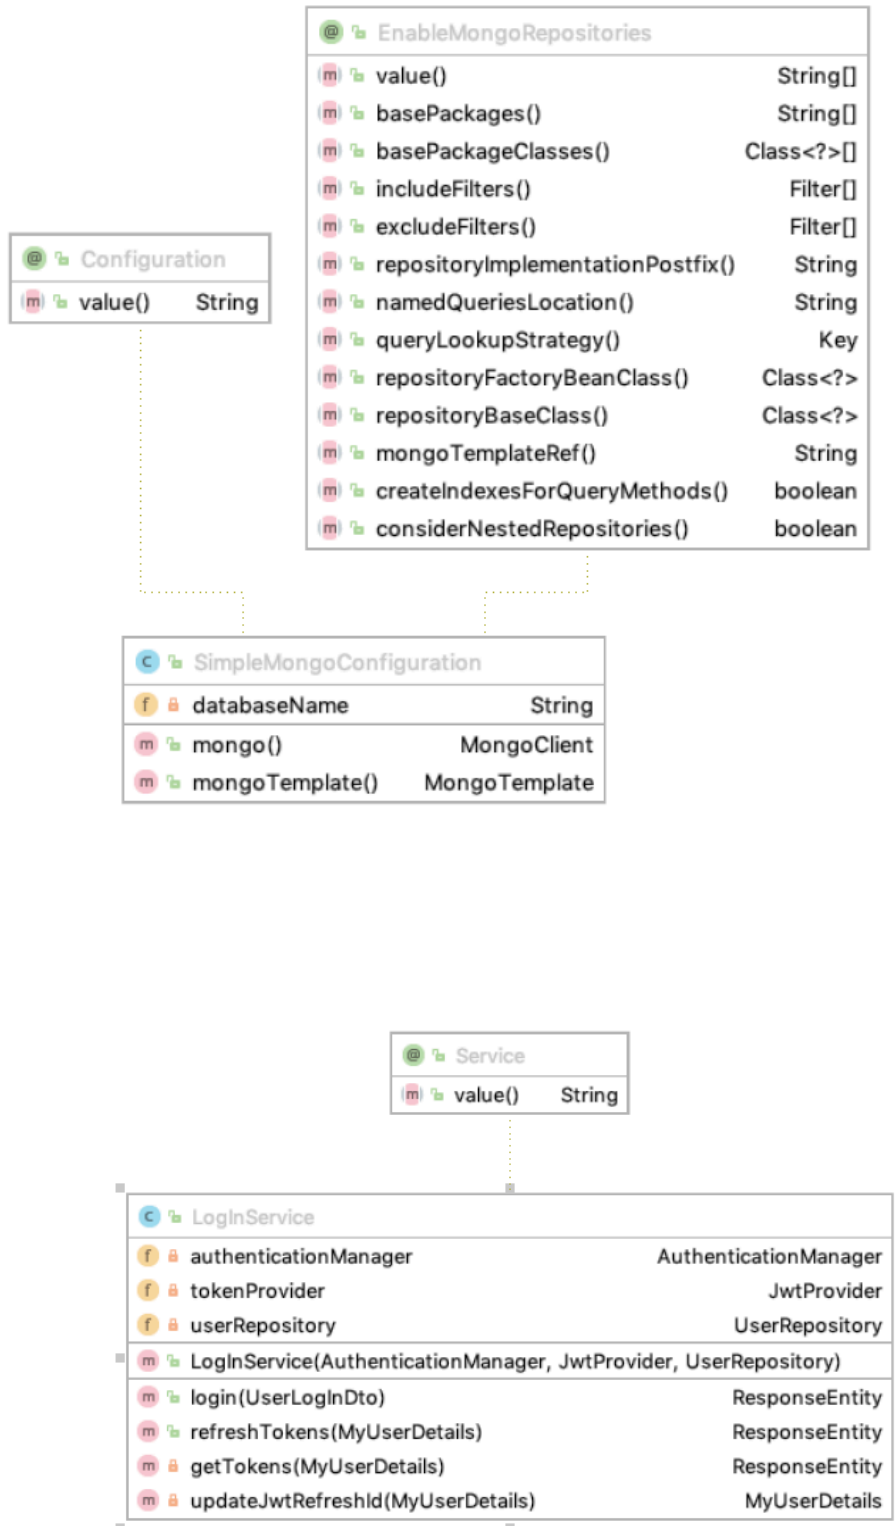 EnableMongoRepositories
value() String[]
basePackages() String[]
basePackageClasses() Class<?>[]
includeFilters() Filter[]
excludeFilters() Filter[]
repositoryImplementationPostfix() String
namedQueriesLocation() String
queryLookupStrategy() Key
repositoryFactoryBeanClass() Class<?>
repositoryBaseClass() Class<?>
mongoTemplateRef() String
createIndexesForQueryMethods() boolean
considerNestedRepositories() boolean
Configuration
value() String
SimpleMongoConfiguration
databaseName String
mongo() MongoClient
mongoTemplate() MongoTemplate
Service
value() String
LogInService
authenticationManager AuthenticationManager
tokenProvider JwtProvider
userRepository UserRepository
LogInService(AuthenticationManager, JwtProvider, UserRepository)
login(UserLogInDto) ResponseEntity
refreshTokens(MyUserDetails) ResponseEntity
getTokens(MyUserDetails) ResponseEntity
updateJwtRefreshId(MyUserDetails) MyUserDetails